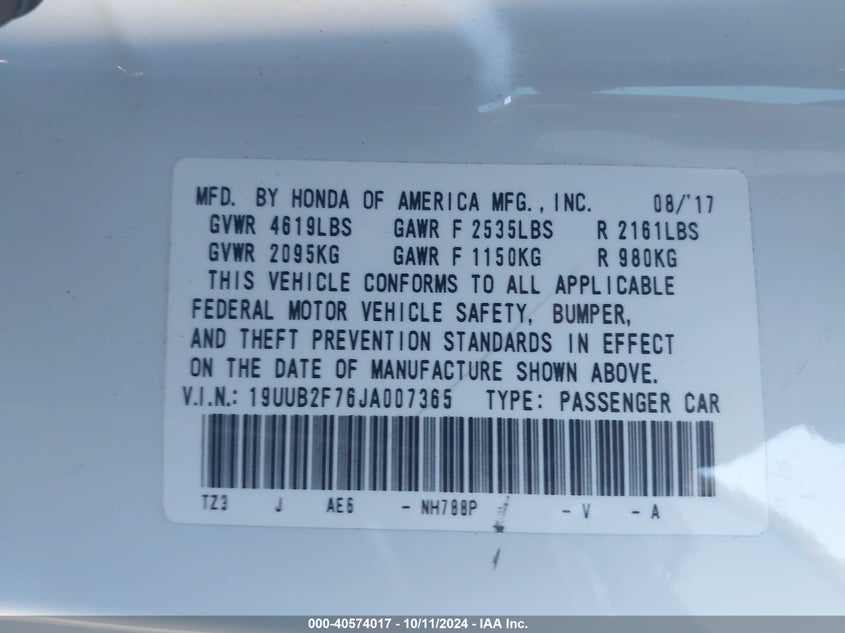 MFD. BY HONDA OF AMERICA MFG., INC. 08/'17
GVWR 4619LBS GAWR F 2535LBS R 2161LBS
GVWR 2095KG GAWR F 1150KG R 980KG
THIS VEHICLE CONFORMS TO ALL APPLICABLE
FEDERAL MOTOR VEHICLE SAFETY, BUMPER,
AND THEFT PREVENTION STANDARDS IN EFFECT
ON THE DATE OF MANUFACTURE SHOWN ABOVE.
V.I.N.: 19UUB2F76JA007365 TYPE: PASSENGER CAR
TZ3 J AE6 - NH788P - V - A
000-40574017 - 10/11/2024 - IAA Inc.